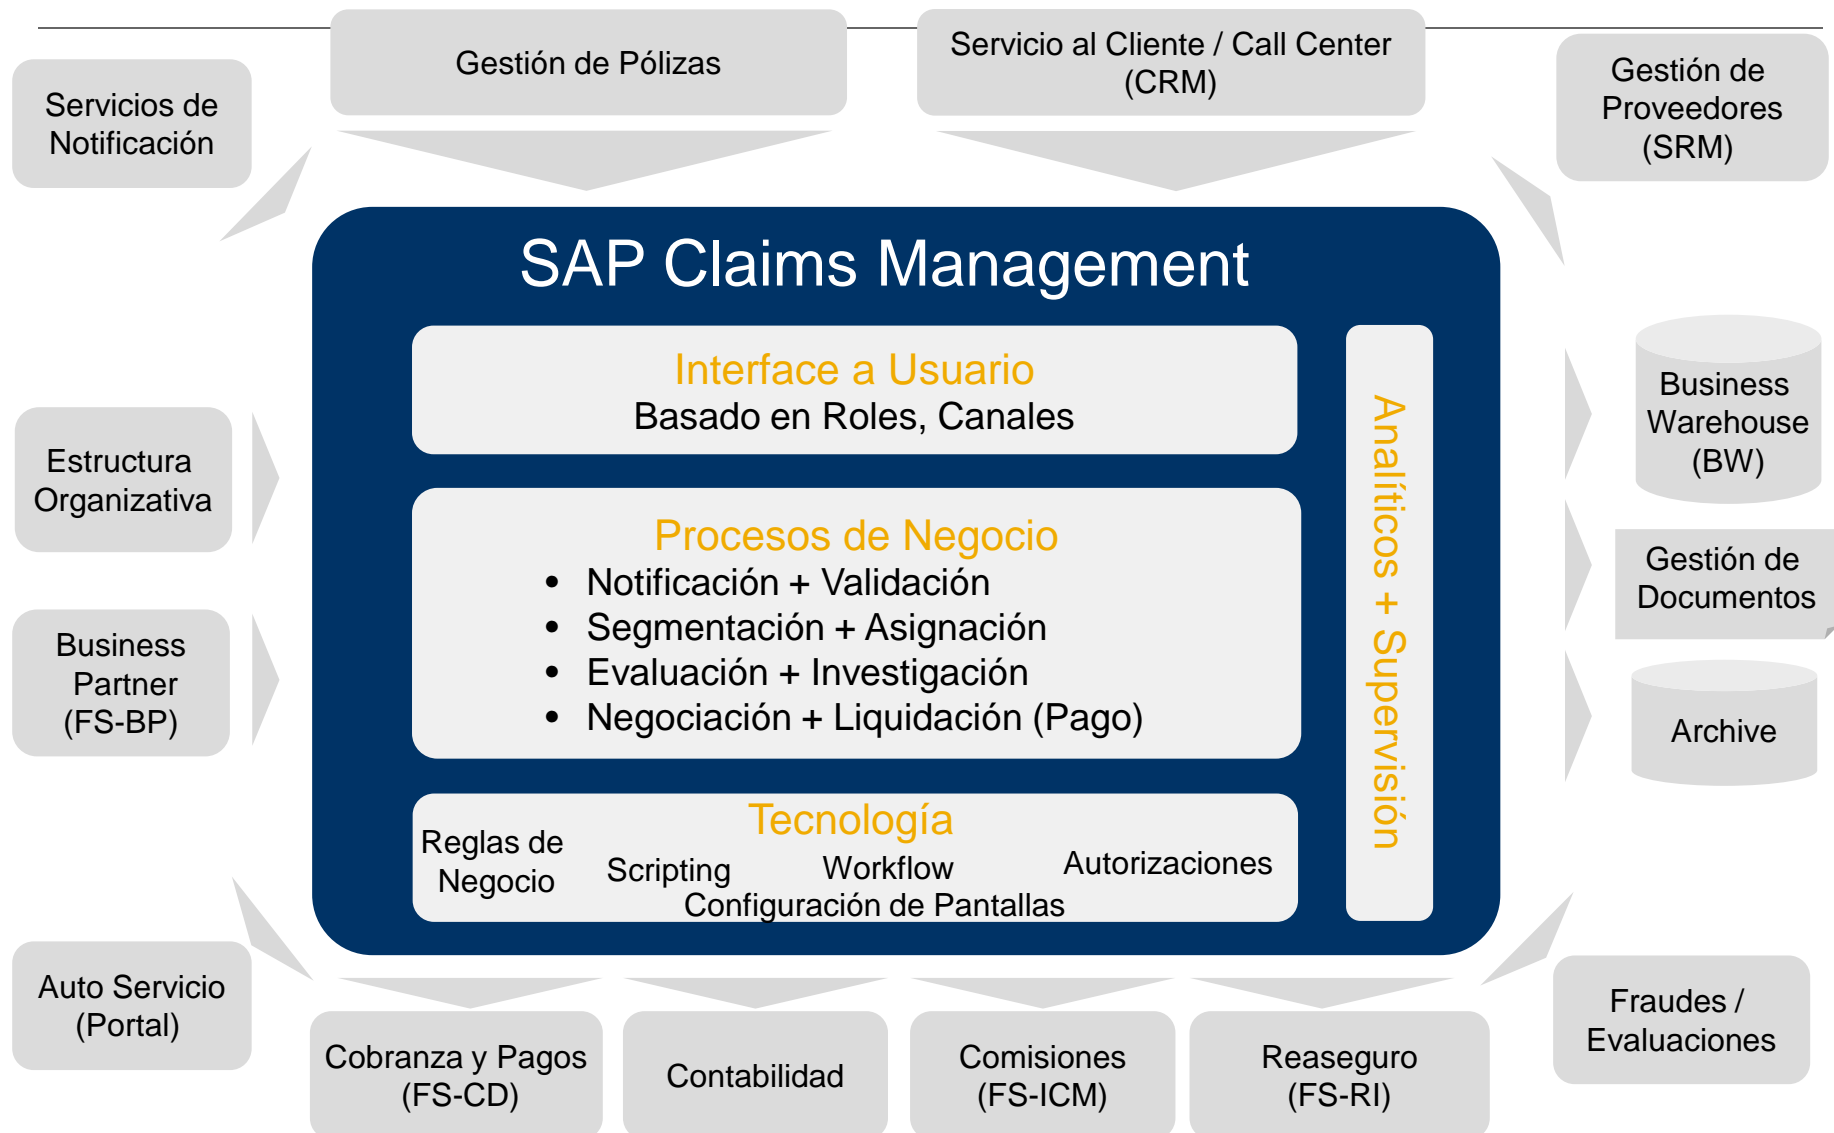 Gestión de Pólizas
Servicio al Cliente / Call Center
(CRM)
Servicios de
Notificación
Gestión de
Proveedores
(SRM)
SAP Claims Management
Interface a Usuario
Basado en Roles, Canales
Analíticos + Supervisión
Business
Warehouse
(BW)
Estructura
Organizativa
Procesos de Negocio
• Notificación + Validación
• Segmentación + Asignación
• Evaluación + Investigación
• Negociación + Liquidación (Pago)
Gestión de
Documentos
Business
Partner
(FS-BP)
Archive
Tecnología
Reglas de
Negocio
Scripting
Workflow
Autorizaciones
Configuración de Pantallas
Auto Servicio
(Portal)
Fraudes /
Evaluaciones
Cobranza y Pagos
(FS-CD)
Contabilidad
Comisiones
(FS-ICM)
Reaseguro
(FS-RI)